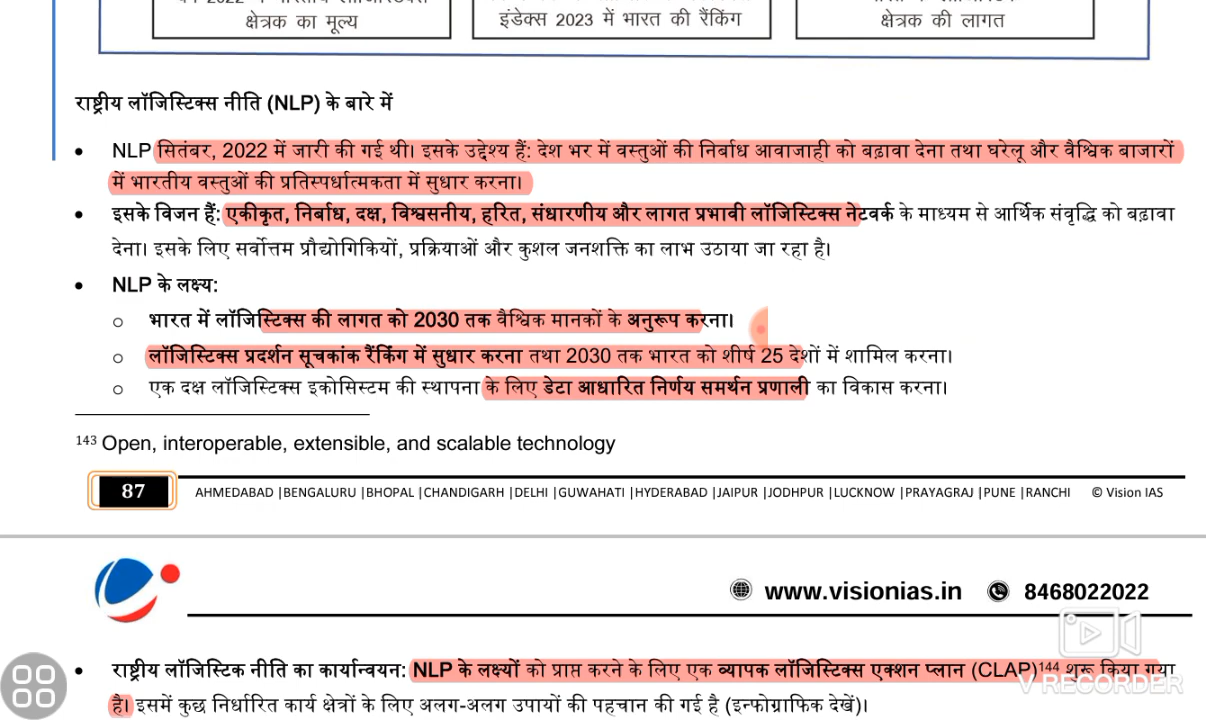 क्षेत्रक का मूल्य
इंडेक्स 2023 में भारत की रैंकिंग
क्षेत्रक की लागत
राष्ट्रीय लॉजिस्टिक्स नीति (NLP) के बारे में
• NLP सितंबर, 2022 में जारी की गई थी। इसके उद्देश्य हैं: देश भर में वस्तुओं की निर्बाध आवाजाही को बढ़ावा देना तथा घरेलू और वैश्विक बाजारों
में भारतीय वस्तुओं की प्रतिस्पर्धात्मकता में सुधार करना।
• इसके विजन हैं: एकीकृत, निर्बाध, दक्ष, विश्वसनीय, हरित, संधारणीय और लागत प्रभावी लॉजिस्टिक्स नेटवर्क के माध्यम से आर्थिक संवृद्धि को बढ़ावा
देना। इसके लिए सर्वोत्तम प्रौद्योगिकियों, प्रक्रियाओं और कुशल जनशक्ति का लाभ उठाया जा रहा है।
• NLP के लक्ष्य:
○ भारत में लॉजिस्टिक्स की लागत को 2030 तक वैश्विक मानकों के अनुरूप करना।
○ लॉजिस्टिक्स प्रदर्शन सूचकांक रैंकिंग में सुधार करना तथा 2030 तक भारत को शीर्ष 25 देशों में शामिल करना।
○ एक दक्ष लॉजिस्टिक्स इकोसिस्टम की स्थापना के लिए डेटा आधारित निर्णय समर्थन प्रणाली का विकास करना।
143 Open, interoperable, extensible, and scalable technology
87 AHMEDABAD |BENGALURU |BHOPAL |CHANDIGARH |DELHI |GUWAHATI |HYDERABAD |JAIPUR |JODHPUR |LUCKNOW |PRAYAGRAJ |PUNE |RANCHI © Vision IAS
www.visionias.in 8468022022
• राष्ट्रीय लॉजिस्टिक नीति का कार्यान्वयन: NLP के लक्ष्यों को प्राप्त करने के लिए एक व्यापक लॉजिस्टिक्स एक्शन प्लान (CLAP)144 शुरू किया गया
है। इसमें कुछ निर्धारित कार्य क्षेत्रों के लिए अलग-अलग उपायों की पहचान की गई है (इन्फोग्राफिक देखें)।
V RECORDER